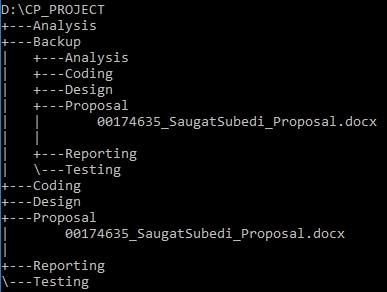 D:\CP_PROJECT
+---Analysis
+---Backup
|   +---Analysis
|   +---Coding
|   +---Design
|   +---Proposal
|   |       00174635_SaugatSubedi_Proposal.docx
|   |
|   +---Reporting
|   \---Testing
+---Coding
+---Design
+---Proposal
|       00174635_SaugatSubedi_Proposal.docx
|
+---Reporting
\---Testing